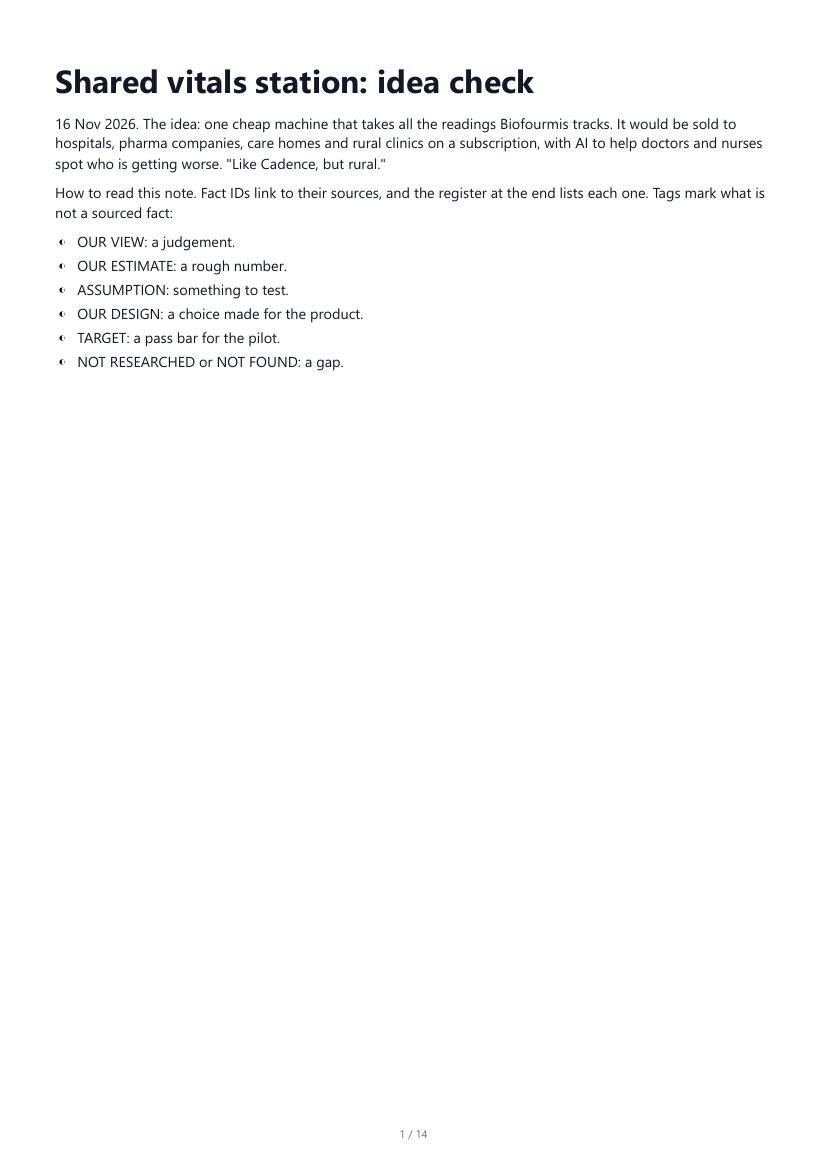 Shared vitals station: idea check
16 Nov 2026. The idea: one cheap machine that takes all the readings Biofourmis tracks. It would be sold to
hospitals, pharma companies, care homes and rural clinics on a subscription, with AI to help doctors and nurses
spot who is getting worse. "Like Cadence, but rural."
How to read this note. Fact IDs link to their sources, and the register at the end lists each one. Tags mark what is
not a sourced fact:
OUR VIEW: a judgement.
OUR ESTIMATE: a rough number.
ASSUMPTION: something to test.
OUR DESIGN: a choice made for the product.
TARGET: a pass bar for the pilot.
NOT RESEARCHED or NOT FOUND: a gap.
1 / 14